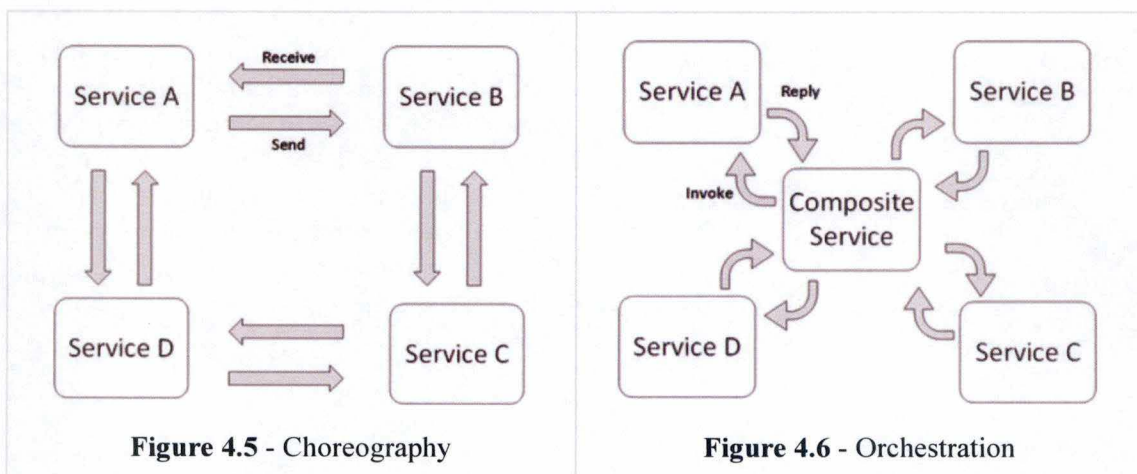 Receive
Service A
Service B
Send
Service D
Service C
Figure 4.5 - Choreography
Service A
Reply
Service B
Invoke
Composite
Service
Service D
Service C
Figure 4.6 - Orchestration